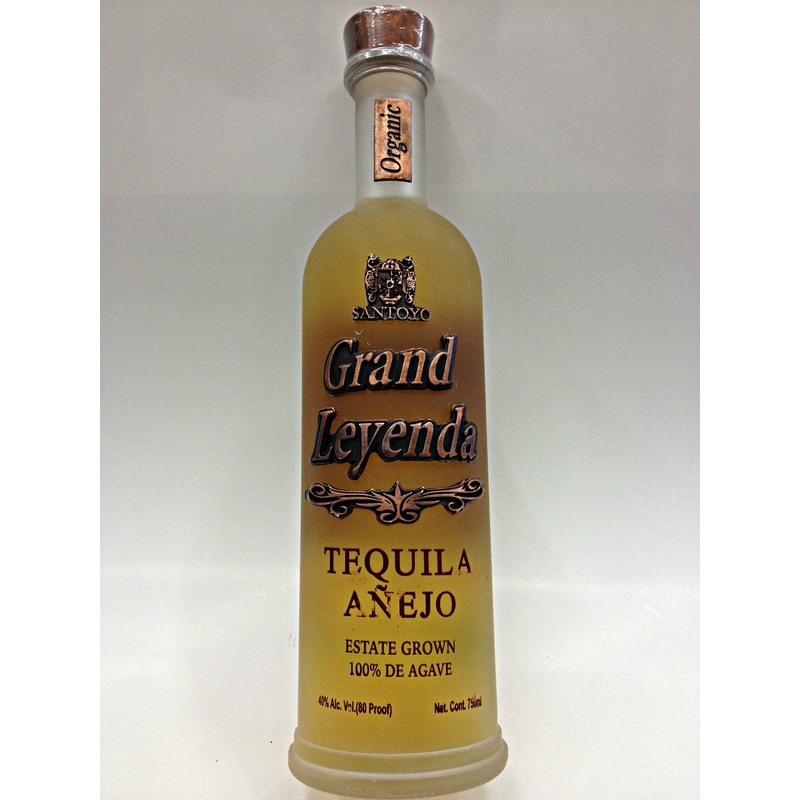 Organic
SANTOYO
Grand
Leyenda
TEQUILA
AÑEJO
ESTATE GROWN
100% DE AGAVE
40% Alc. Vol.(80 Proof) Net. Cont. 750ml